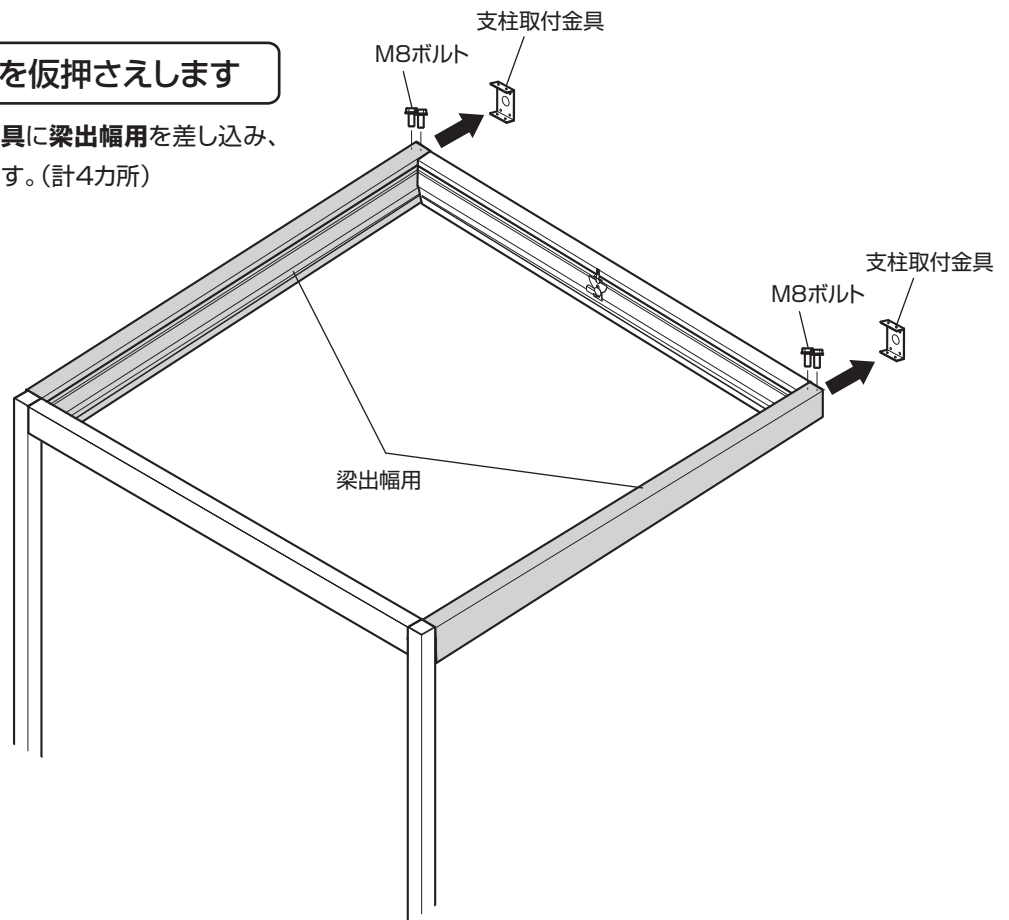 を仮押さえします
具に梁出幅用を差し込み、
す。(計4カ所)
支柱取付金具
M8ボルト
支柱取付金具
M8ボルト
梁出幅用